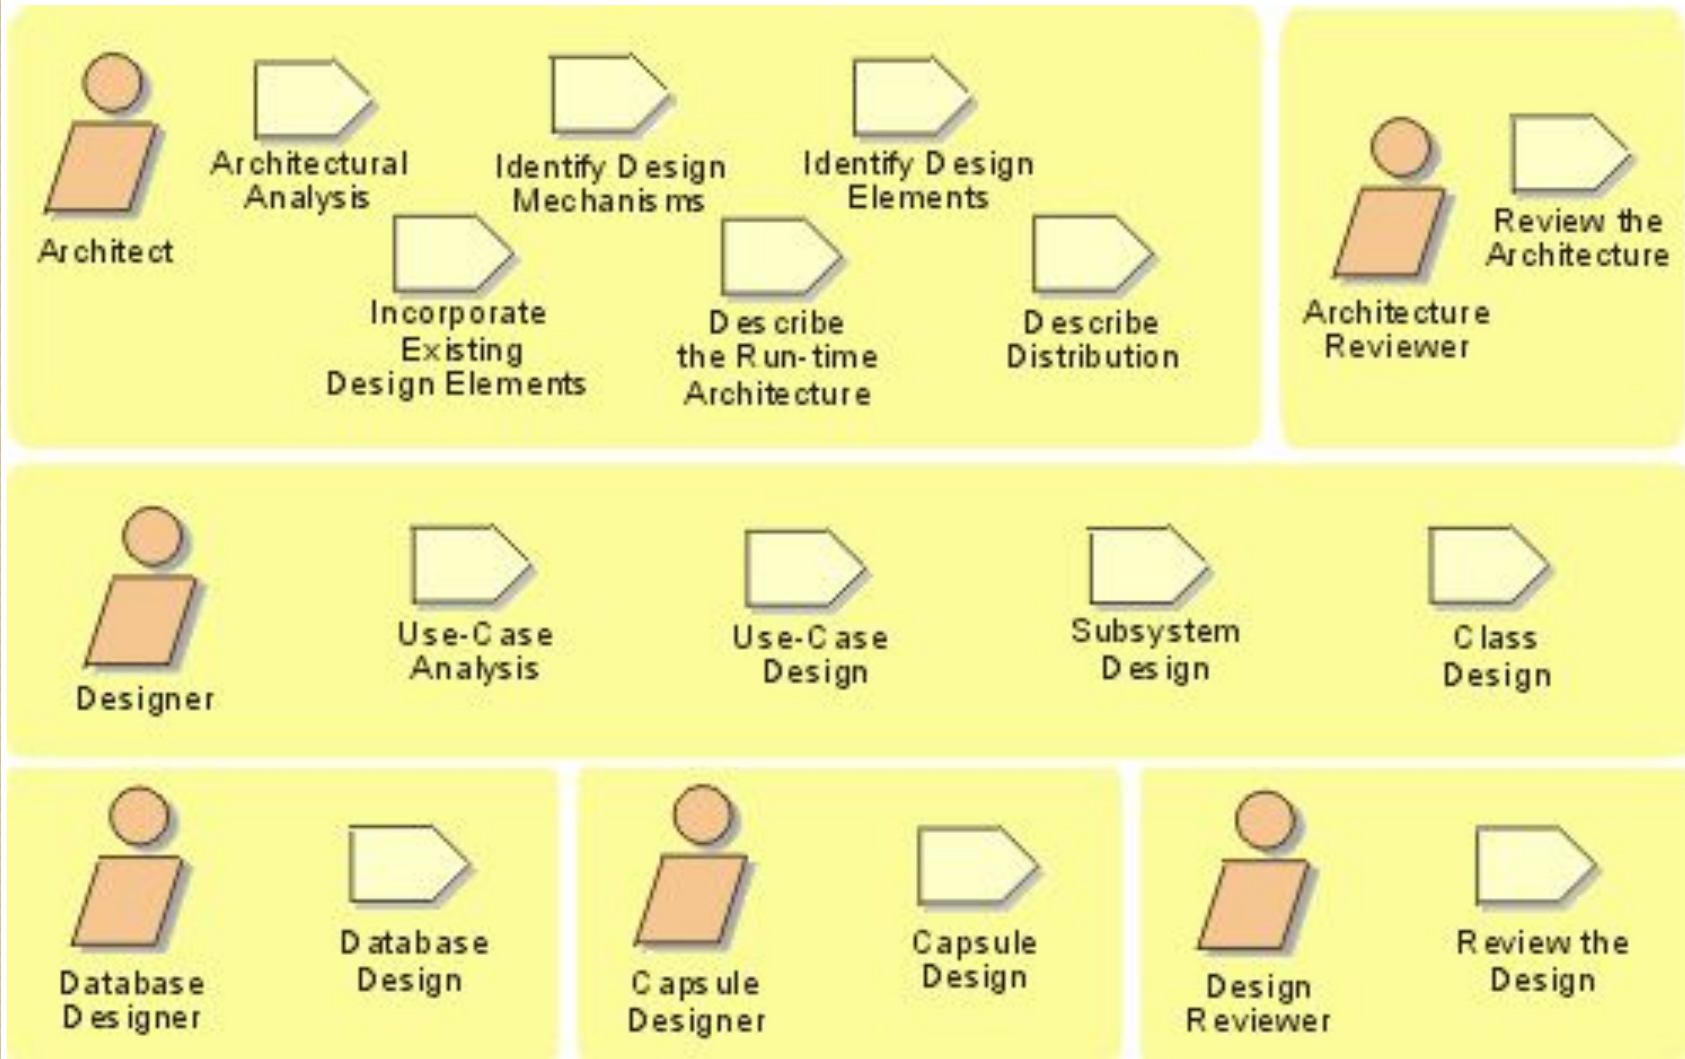 Architect
Architectural
Analysis
Identify Design
Mechanisms
Identify Design
Elements
Incorporate
Existing
Design Elements
Describe
the Run-time
Architecture
Describe
Distribution
Architecture
Reviewer
Review the
Architecture
Designer
Use-Case
Analysis
Use-Case
Design
Subsystem
Design
Class
Design
Database
Designer
Database
Design
Capsule
Designer
Capsule
Design
Design
Reviewer
Review the
Design